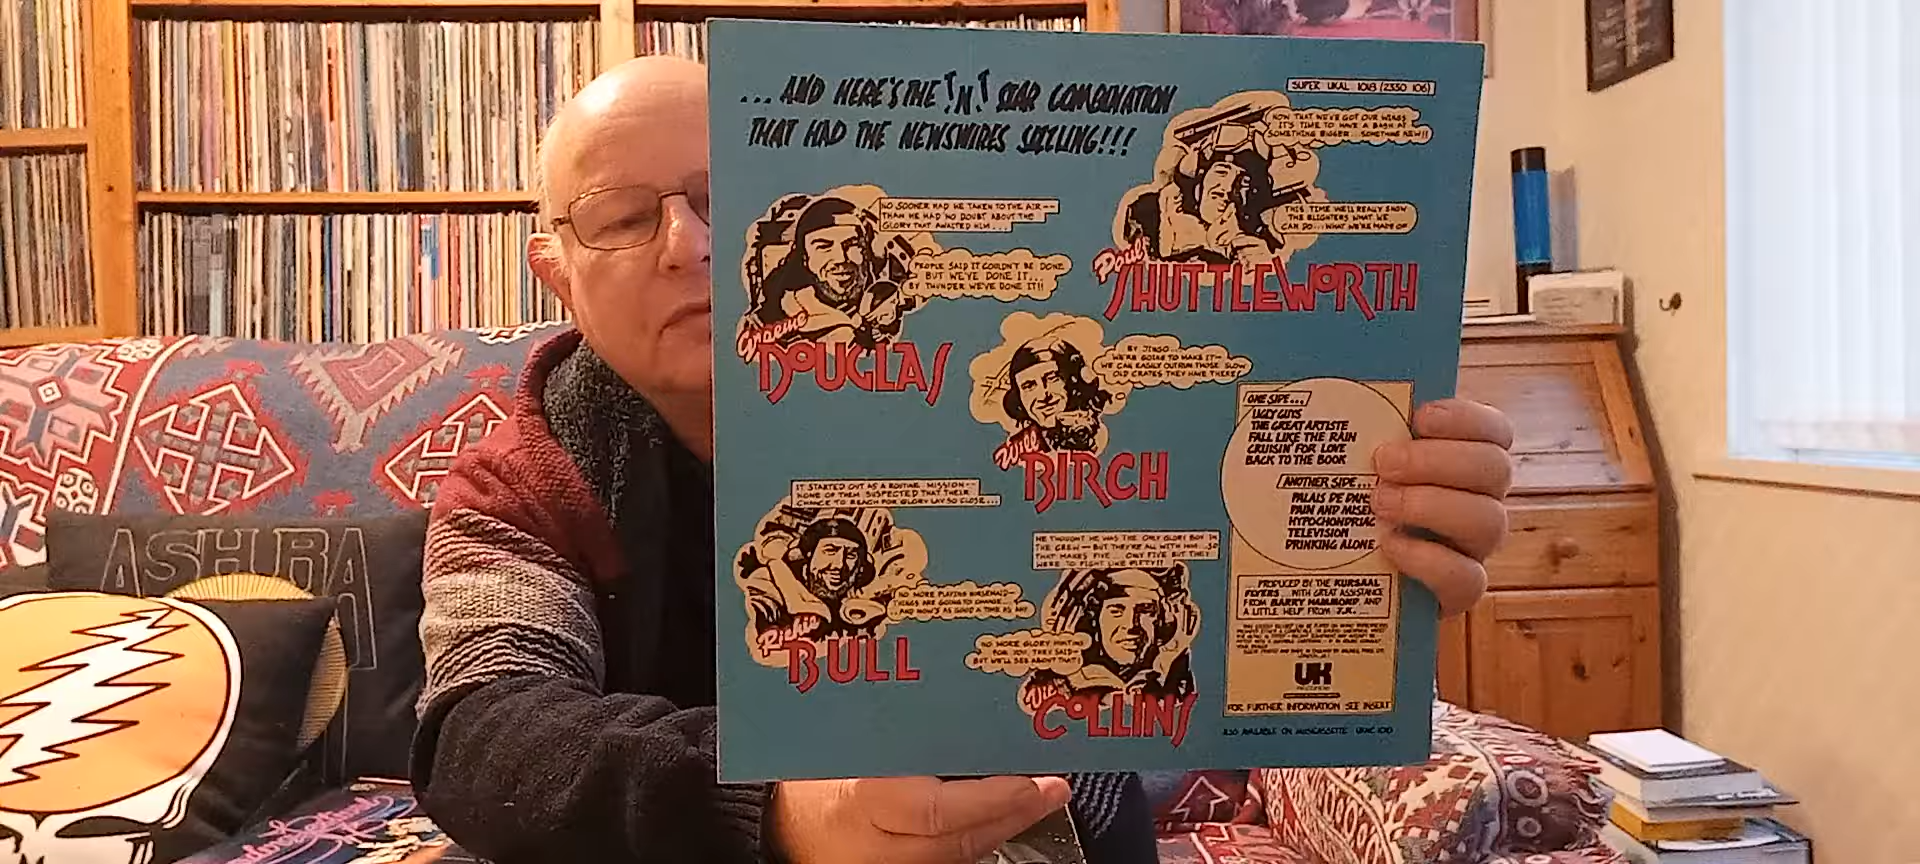 ... AND HERE'S THE T.N.T STAR COMBINATION
THAT HAD THE NEWSWIRES SIZZLING!!!
SUPER UKAL 1018 (2330 106)
NOW THAT WE'VE GOT OUR WINGS
IT'S TIME TO HAVE A BASH AT
SOMETHING BIGGER... SOMETHING NEW!!
THIS TIME WE'LL REALLY SHOW
THE BLIGHTERS WHAT WE
CAN DO... WHAT WE'RE MADE OF
Paul
SHUTTLEWORTH
NO SOONER HAD HE TAKEN TO THE AIR --
THAN HE HAD NO DOUBT ABOUT THE
GLORY THAT AWAITED HIM...
PEOPLE SAID IT COULDN'T BE DONE
BUT WE'VE DONE IT...
BY THUNDER WE'VE DONE IT!!
Graeme
DOUGLAS
BY JINGO...
WE'RE GOING TO MAKE IT--
WE CAN EASILY OUTRUN THOSE SLOW
OLD CRATES THEY HAVE THERE!
Will
BIRCH
ONE SIDE...
UGLY GUYS
THE GREAT ARTISTE
FALL LIKE THE RAIN
CRUISIN' FOR LOVE
BACK TO THE BOOK
ANOTHER SIDE...
PALAIS DE DANS
PAIN AND MISER
HYPOCHONDRIAC
TELEVISION
DRINKING ALONE
IT STARTED OUT AS A ROUTINE MISSION--
NONE OF THEM SUSPECTED THAT THEIR
CHANCE TO REACH FOR GLORY LAY SO CLOSE...
NO MORE PLAYING NURSEMAID--
THINGS ARE GOING TO CHANGE...
AND NOW'S AS GOOD A TIME AS ANY
Richie
BULL
HE THOUGHT HE WAS THE ONLY GLORY BOY IN
THE CREW -- BUT THEY'RE ALL WITH HIM...SO
THAT MAKES FIVE... ONLY FIVE BUT THEY
WERE TO FIGHT LIKE FIFTY!!
NO MORE GLORY HUNTING
FOR YOU, THEY SAID--
BUT WE'LL SEE ABOUT THAT!
Vic
COLLINS
PRODUCED BY THE KURSAAL
FLYERS... WITH GREAT ASSISTANCE
FROM BARRY HAMMOND, AND
A LITTLE HELP FROM J.K. ...
UK
FOR FURTHER INFORMATION SEE INSERT
ALSO AVAILABLE ON MUSICASSETTE
ASHRA